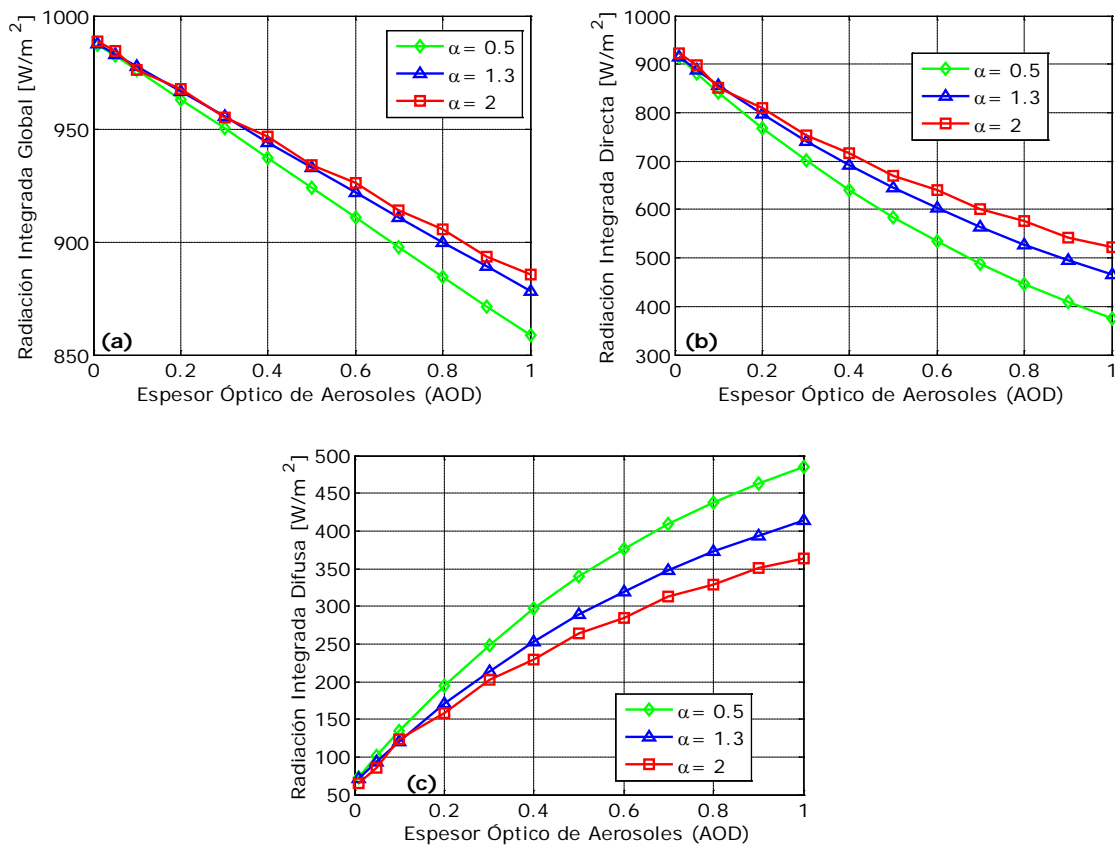 Radiación Integrada Global [W/m 2]
1000
950
900
850
0 0.2 0.4 0.6 0.8 1
Espesor Óptico de Aerosoles (AOD)
α= 0.5
α= 1.3
α= 2
(a)
Radiación Integrada Directa [W/m 2]
1000
900
800
700
600
500
400
300
0 0.2 0.4 0.6 0.8 1
Espesor Óptico de Aerosoles (AOD)
α= 0.5
α= 1.3
α= 2
(b)
Radiación Integrada Difusa [W/m 2]
500
450
400
350
300
250
200
150
100
50
0 0.2 0.4 0.6 0.8 1
Espesor Óptico de Aerosoles (AOD)
α= 0.5
α= 1.3
α= 2
(c)